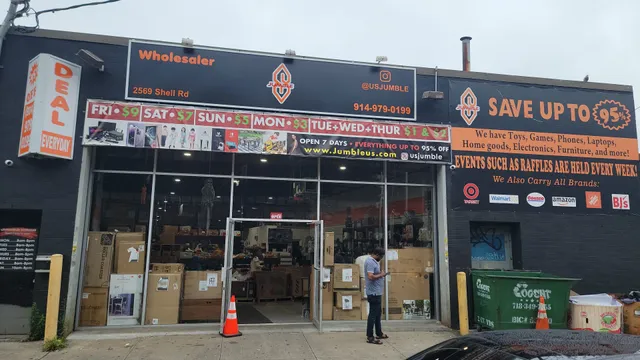 Wholesaler
2569 Shell Rd
@USJUMBLE
914-979-0199
DEAL
EVERYDAY
FRI • $9 SAT • $7 SUN • $5 MON • $3 TUE+WED+THUR $1 & $2
OPEN 7 DAYS • EVERYTHING UP TO 95% OFF
www.Jumbleus.com usjumble
SAVE UP TO 95%
We have Toys, Games, Phones, Laptops,
Home goods, Electronics, Furniture, and more!
EVENTS SUCH AS RAFFLES ARE HELD EVERY WEEK!
We Also Carry All Brands:
TARGET
Walmart
amazon
BJ's